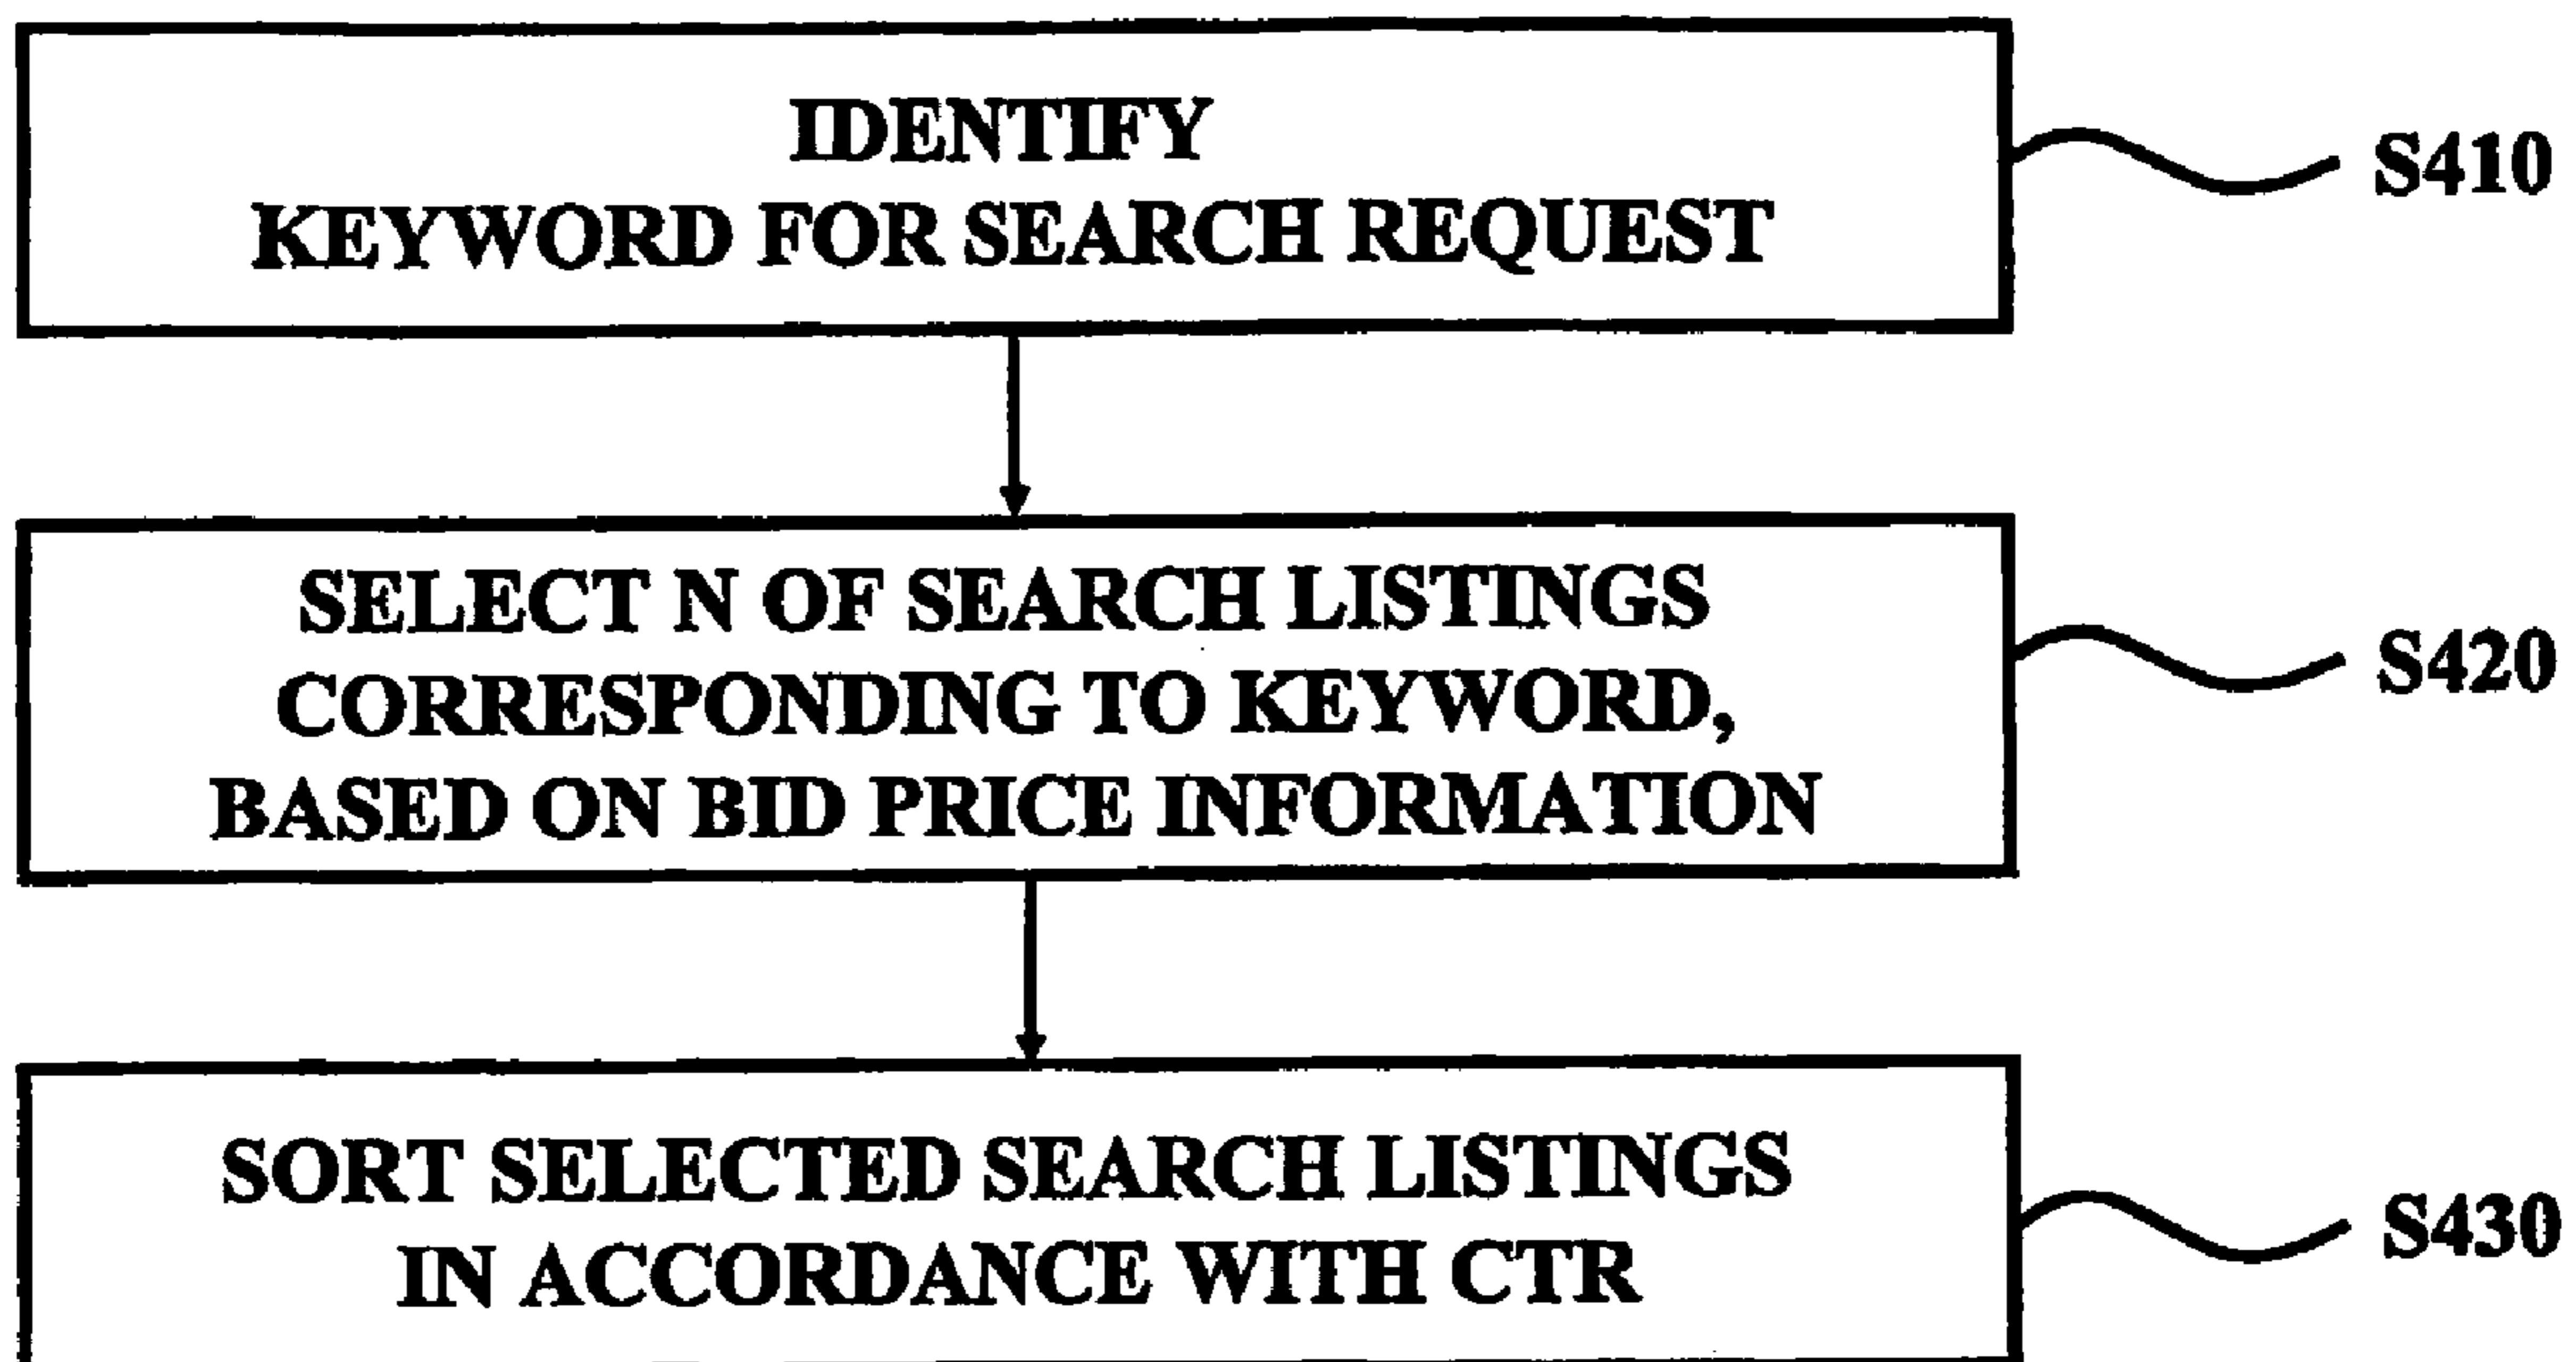 IDENTIFY
KEYWORD FOR SEARCH REQUEST
S410
SELECT N OF SEARCH LISTINGS
CORRESPONDING TO KEYWORD,
BASED ON BID PRICE INFORMATION
S420
SORT SELECTED SEARCH LISTINGS
IN ACCORDANCE WITH CTR
S430